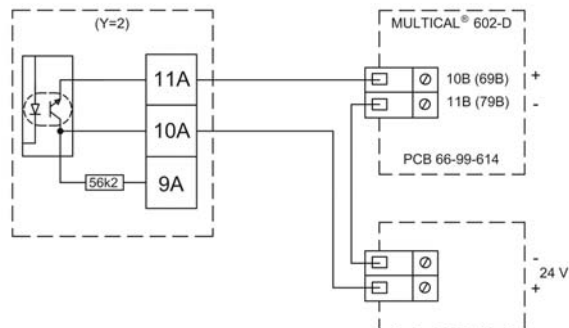 (Y=2)
11A
10A
9A
56k2
MULTICAL® 602-D
10B (69B) +
11B (79B) -
PCB 66-99-614
-
24 V
+